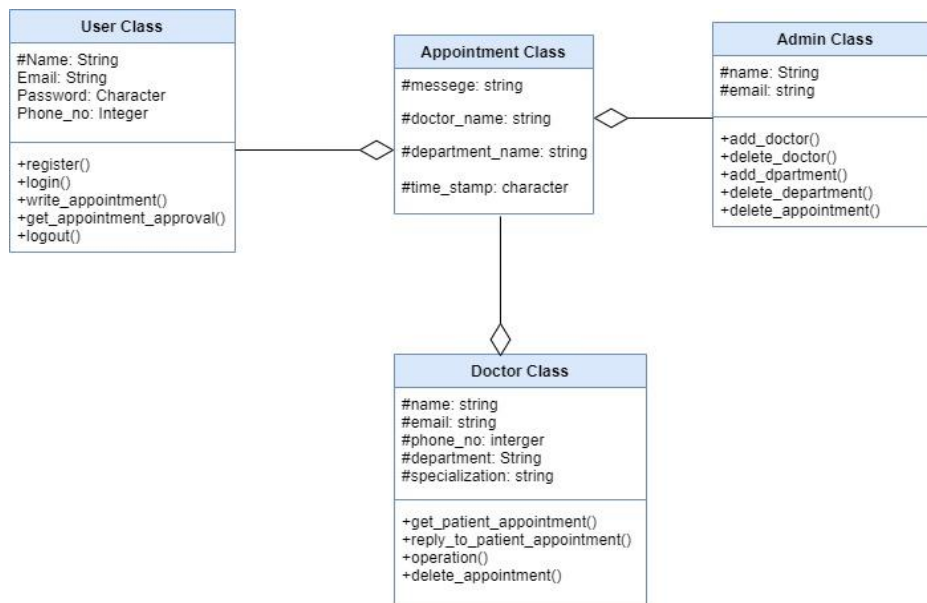 User Class
#Name: String
Email: String
Password: Character
Phone_no: Integer
+register()
+login()
+write_appointment()
+get_appointment_approval()
+logout()
Appointment Class
#messege: string
#doctor_name: string
#department_name: string
#time_stamp: character
Admin Class
#name: String
#email: string
+add_doctor()
+delete_doctor()
+add_dpartment()
+delete_department()
+delete_appointment()
Doctor Class
#name: string
#email: string
#phone_no: interger
#department: String
#specialization: string
+get_patient_appointment()
+reply_to_patient_appointment()
+operation()
+delete_appointment()